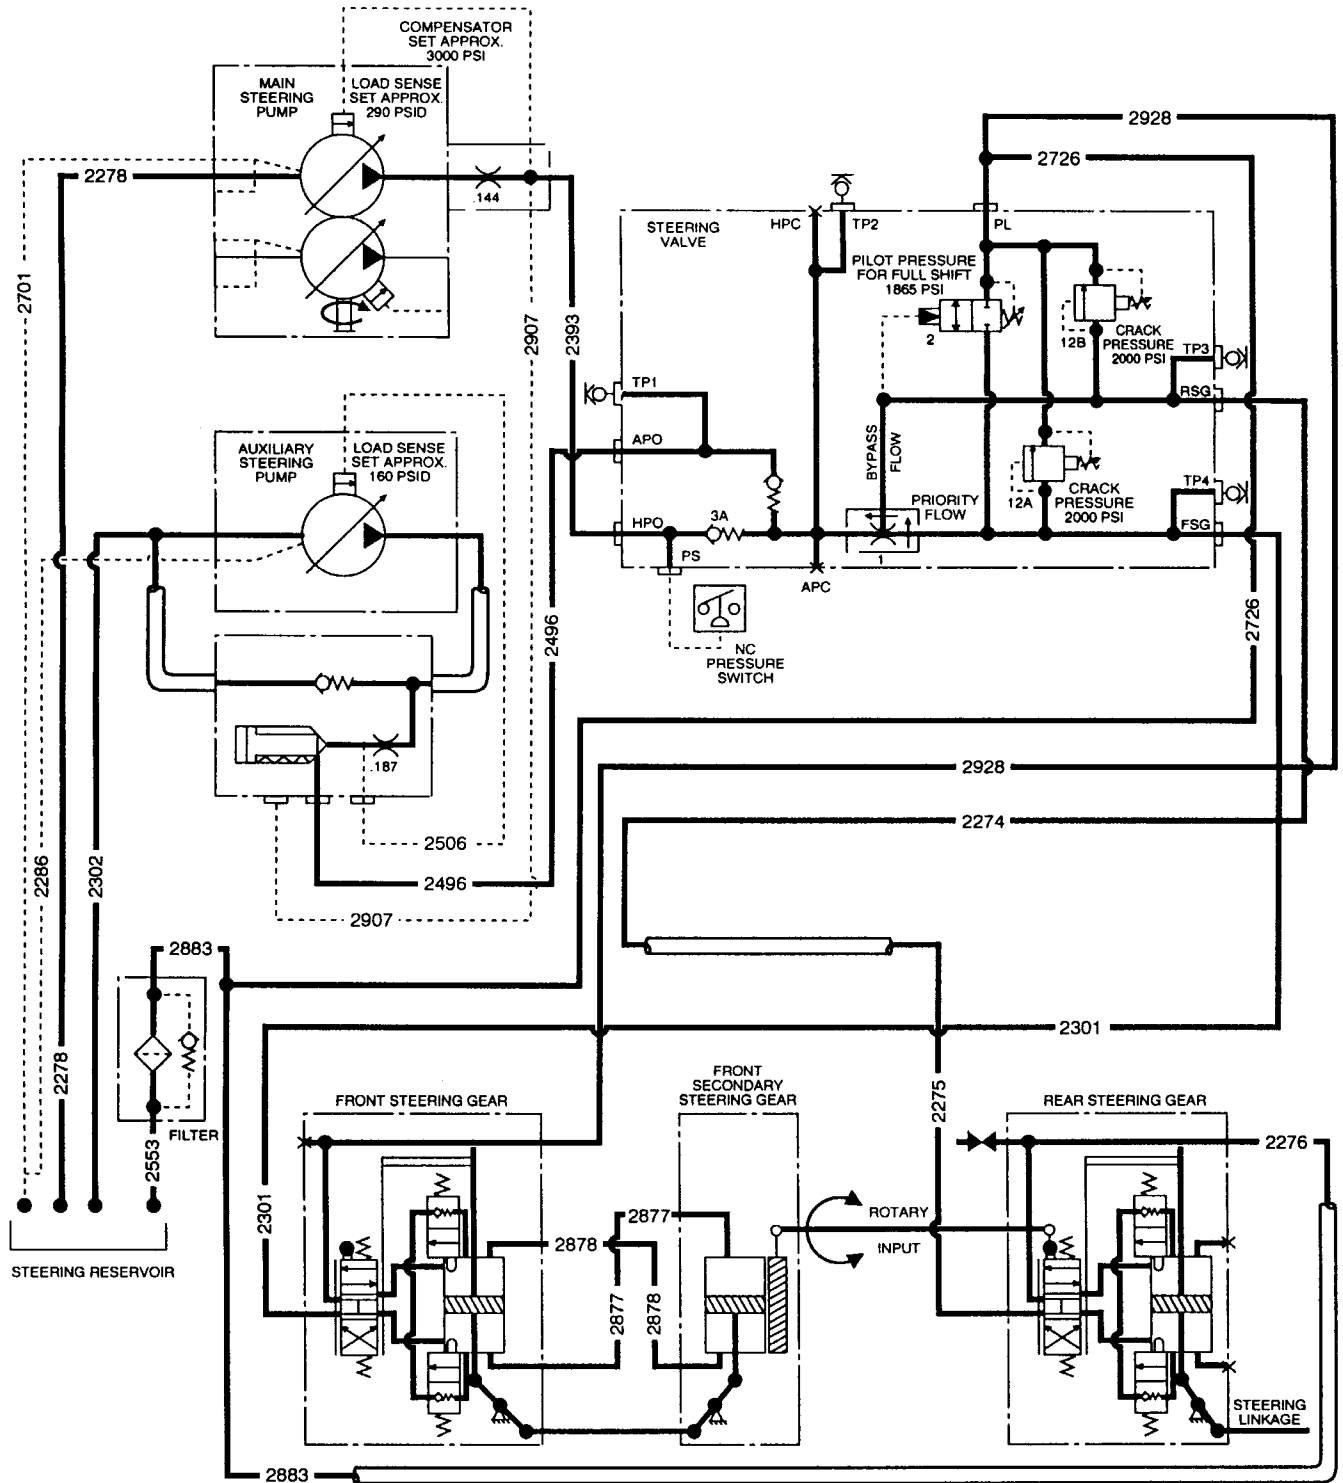 COMPENSATOR
SET APPROX.
3000 PSI
MAIN
STEERING
PUMP
LOAD SENSE
SET APPROX.
290 PSID
2278
.144
2701
2907
2393
2928
2726
HPC
TP2
PL
STEERING
VALVE
PILOT PRESSURE
FOR FULL SHIFT
1865 PSI
2
12B
CRACK
PRESSURE
2000 PSI
TP3
RSG
TP1
APO
BYPASS
FLOW
PRIORITY
FLOW
12A
CRACK
PRESSURE
2000 PSI
TP4
FSG
HPO
3A
PS
1
APC
NC
PRESSURE
SWITCH
AUXILIARY
STEERING
PUMP
LOAD SENSE
SET APPROX.
160 PSID
2496
2726
.187
2928
2274
2506
2496
2907
2286
2302
2883
2278
2553
FILTER
2301
2275
STEERING RESERVOIR
FRONT STEERING GEAR
FRONT
SECONDARY
STEERING GEAR
REAR STEERING GEAR
2276
2301
2877
2878
2877
2878
ROTARY
INPUT
STEERING
LINKAGE
2883